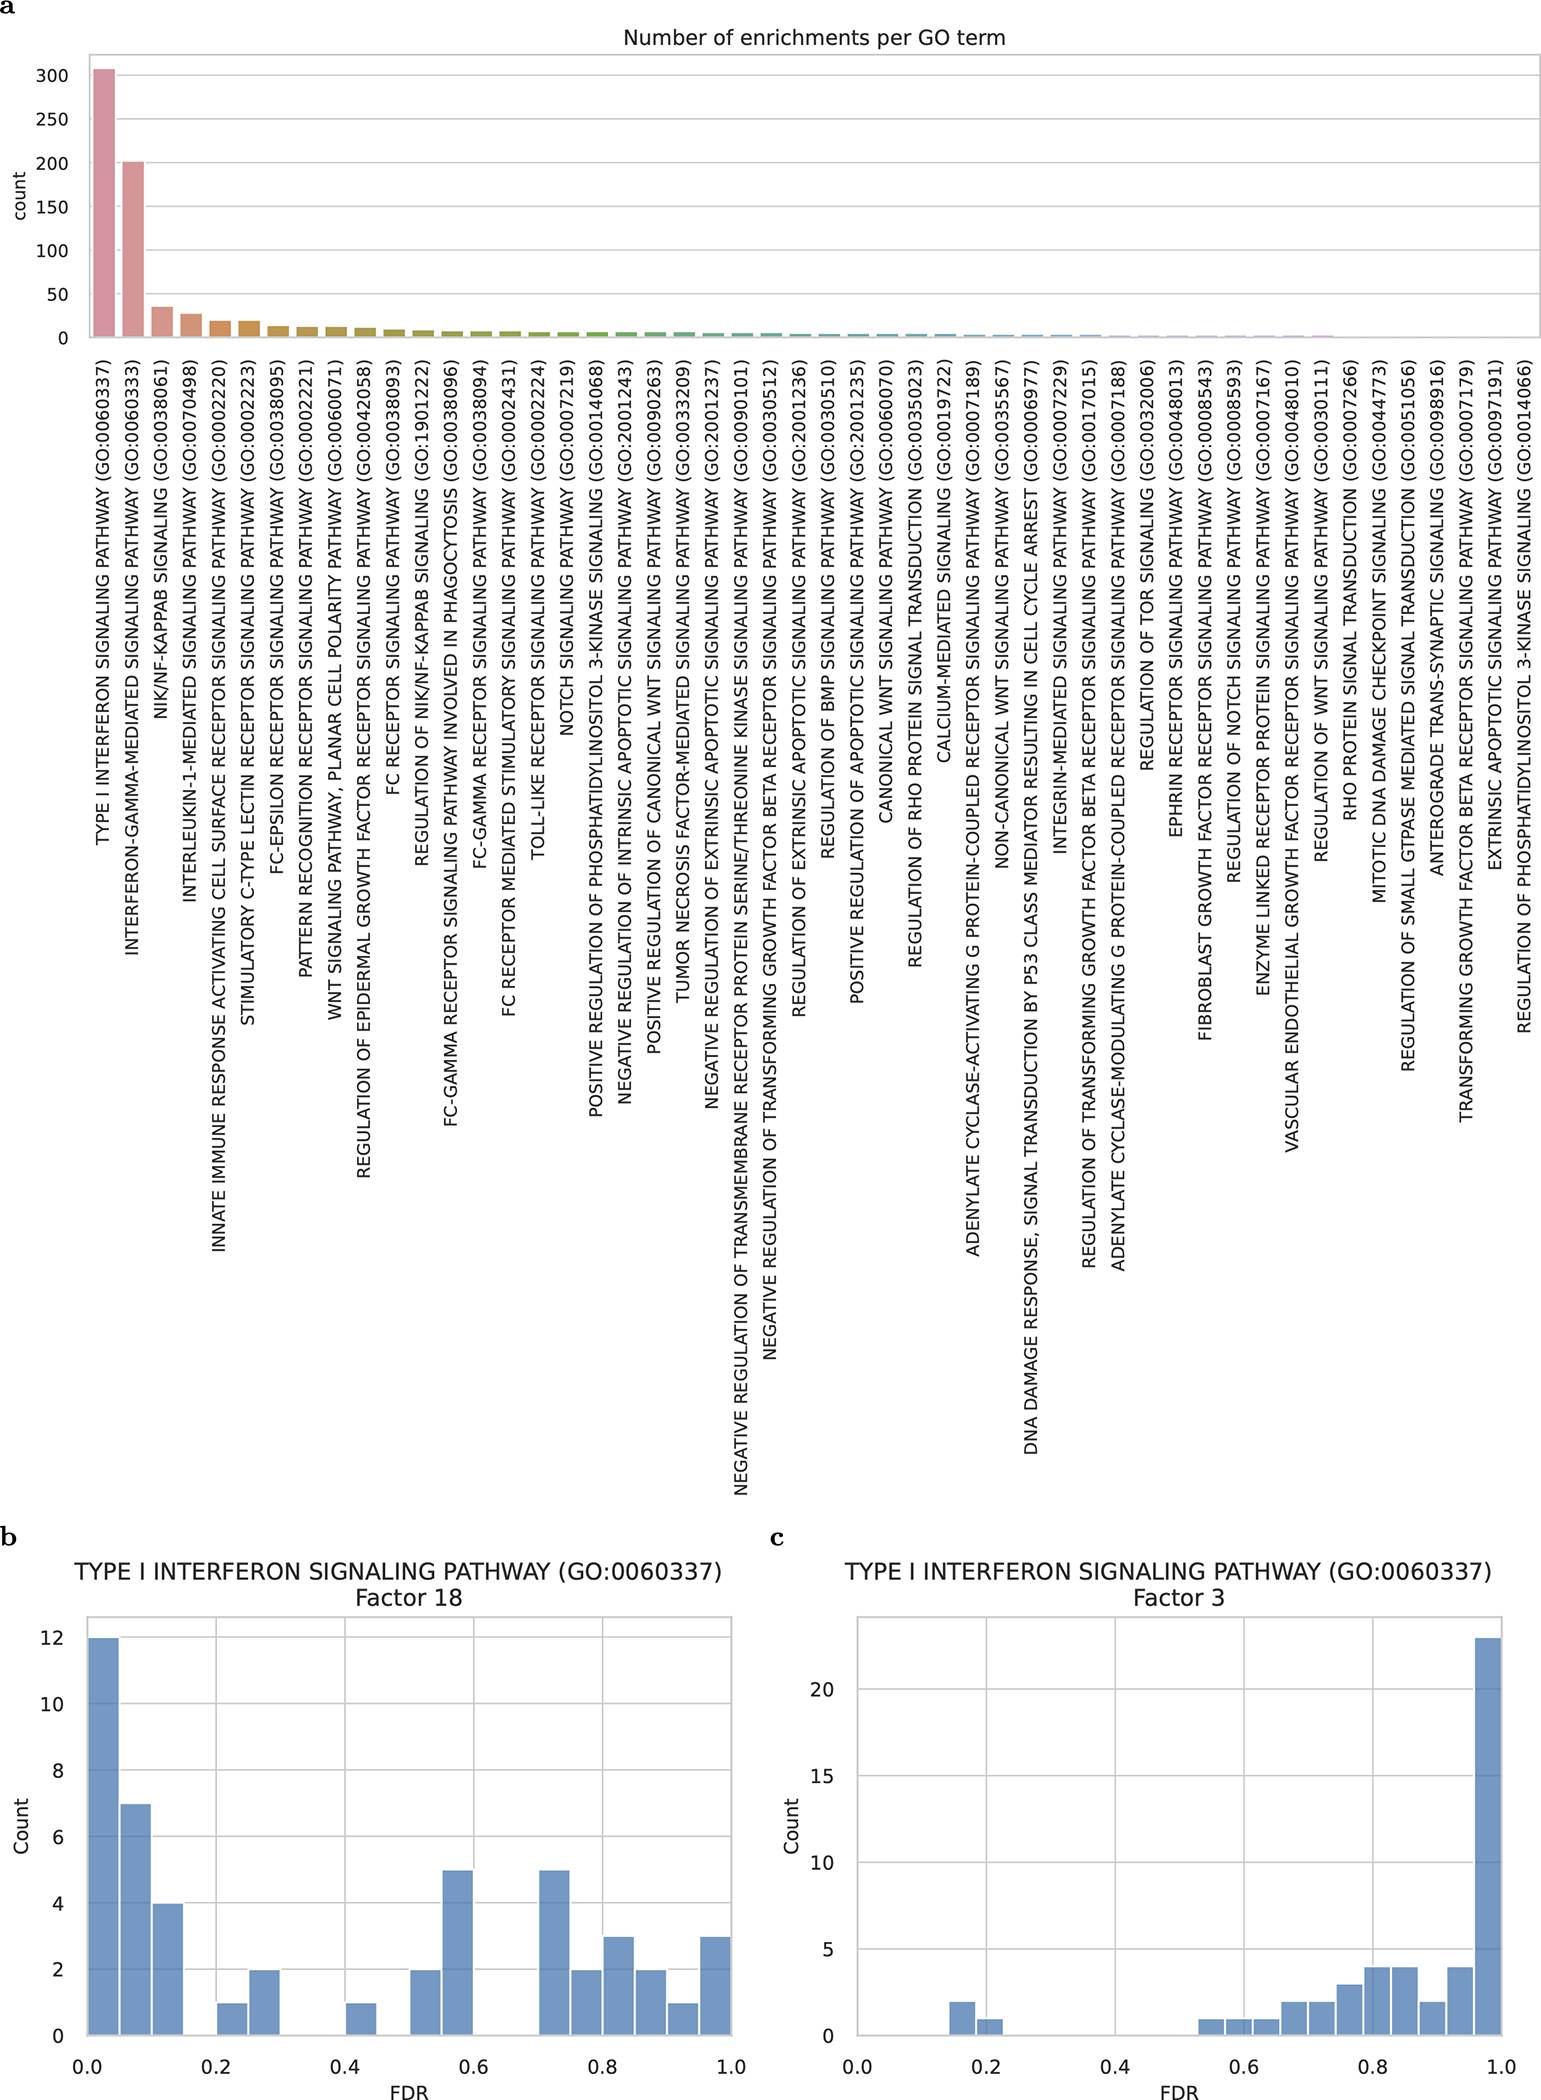 a
Number of enrichments per GO term
count
300
250
200
150
100
50
0
TYPE I INTERFERON SIGNALING PATHWAY (GO:0060337)
INTERFERON-GAMMA-MEDIATED SIGNALING PATHWAY (GO:0060333)
NIK/NF-KAPPAB SIGNALING (GO:0038061)
INTERLEUKIN-1-MEDIATED SIGNALING PATHWAY (GO:0070498)
INNATE IMMUNE RESPONSE ACTIVATING CELL SURFACE RECEPTOR SIGNALING PATHWAY (GO:0002220)
STIMULATORY C-TYPE LECTIN RECEPTOR SIGNALING PATHWAY (GO:0002223)
FC-EPSILON RECEPTOR SIGNALING PATHWAY (GO:0038095)
PATTERN RECOGNITION RECEPTOR SIGNALING PATHWAY (GO:0002221)
WNT SIGNALING PATHWAY, PLANAR CELL POLARITY PATHWAY (GO:0060071)
REGULATION OF EPIDERMAL GROWTH FACTOR RECEPTOR SIGNALING PATHWAY (GO:0042058)
FC RECEPTOR SIGNALING PATHWAY (GO:0038093)
REGULATION OF NIK/NF-KAPPAB SIGNALING (GO:1901222)
FC-GAMMA RECEPTOR SIGNALING PATHWAY INVOLVED IN PHAGOCYTOSIS (GO:0038096)
FC-GAMMA RECEPTOR SIGNALING PATHWAY (GO:0038094)
FC RECEPTOR MEDIATED STIMULATORY SIGNALING PATHWAY (GO:0002431)
TOLL-LIKE RECEPTOR SIGNALING PATHWAY (GO:0002224)
NOTCH SIGNALING PATHWAY (GO:0007219)
POSITIVE REGULATION OF PHOSPHATIDYLINOSITOL 3-KINASE SIGNALING (GO:0014068)
NEGATIVE REGULATION OF INTRINSIC APOPTOTIC SIGNALING PATHWAY (GO:2001243)
POSITIVE REGULATION OF CANONICAL WNT SIGNALING PATHWAY (GO:0090263)
TUMOR NECROSIS FACTOR-MEDIATED SIGNALING PATHWAY (GO:0033209)
NEGATIVE REGULATION OF EXTRINSIC APOPTOTIC SIGNALING PATHWAY (GO:2001237)
NEGATIVE REGULATION OF TRANSMEMBRANE RECEPTOR PROTEIN SERINE/THREONINE KINASE SIGNALING PATHWAY (GO:0090101)
NEGATIVE REGULATION OF TRANSFORMING GROWTH FACTOR BETA RECEPTOR SIGNALING PATHWAY (GO:0030512)
REGULATION OF EXTRINSIC APOPTOTIC SIGNALING PATHWAY (GO:2001236)
REGULATION OF BMP SIGNALING PATHWAY (GO:0030510)
POSITIVE REGULATION OF APOPTOTIC SIGNALING PATHWAY (GO:2001235)
CANONICAL WNT SIGNALING PATHWAY (GO:0060070)
REGULATION OF RHO PROTEIN SIGNAL TRANSDUCTION (GO:0035023)
CALCIUM-MEDIATED SIGNALING (GO:0019722)
ADENYLATE CYCLASE-ACTIVATING G PROTEIN-COUPLED RECEPTOR SIGNALING PATHWAY (GO:0007189)
NON-CANONICAL WNT SIGNALING PATHWAY (GO:0035567)
DNA DAMAGE RESPONSE, SIGNAL TRANSDUCTION BY P53 CLASS MEDIATOR RESULTING IN CELL CYCLE ARREST (GO:0006977)
INTEGRIN-MEDIATED SIGNALING PATHWAY (GO:0007229)
REGULATION OF TRANSFORMING GROWTH FACTOR BETA RECEPTOR SIGNALING PATHWAY (GO:0017015)
ADENYLATE CYCLASE-MODULATING G PROTEIN-COUPLED RECEPTOR SIGNALING PATHWAY (GO:0007188)
REGULATION OF TOR SIGNALING (GO:0032006)
EPHRIN RECEPTOR SIGNALING PATHWAY (GO:0048013)
FIBROBLAST GROWTH FACTOR RECEPTOR SIGNALING PATHWAY (GO:0008543)
REGULATION OF NOTCH SIGNALING PATHWAY (GO:0008593)
ENZYME LINKED RECEPTOR PROTEIN SIGNALING PATHWAY (GO:0007167)
VASCULAR ENDOTHELIAL GROWTH FACTOR RECEPTOR SIGNALING PATHWAY (GO:0048010)
REGULATION OF WNT SIGNALING PATHWAY (GO:0030111)
RHO PROTEIN SIGNAL TRANSDUCTION (GO:0007266)
MITOTIC DNA DAMAGE CHECKPOINT SIGNALING (GO:0044773)
REGULATION OF SMALL GTPASE MEDIATED SIGNAL TRANSDUCTION (GO:0051056)
ANTEROGRADE TRANS-SYNAPTIC SIGNALING (GO:0098916)
TRANSFORMING GROWTH FACTOR BETA RECEPTOR SIGNALING PATHWAY (GO:0007179)
EXTRINSIC APOPTOTIC SIGNALING PATHWAY (GO:0097191)
REGULATION OF PHOSPHATIDYLINOSITOL 3-KINASE SIGNALING (GO:0014066)
b
TYPE I INTERFERON SIGNALING PATHWAY (GO:0060337)
Factor 18
Count
12
10
8
6
4
2
0
0.0 0.2 0.4 0.6 0.8 1.0
FDR
c
TYPE I INTERFERON SIGNALING PATHWAY (GO:0060337)
Factor 3
Count
20
15
10
5
0
0.0 0.2 0.4 0.6 0.8 1.0
FDR